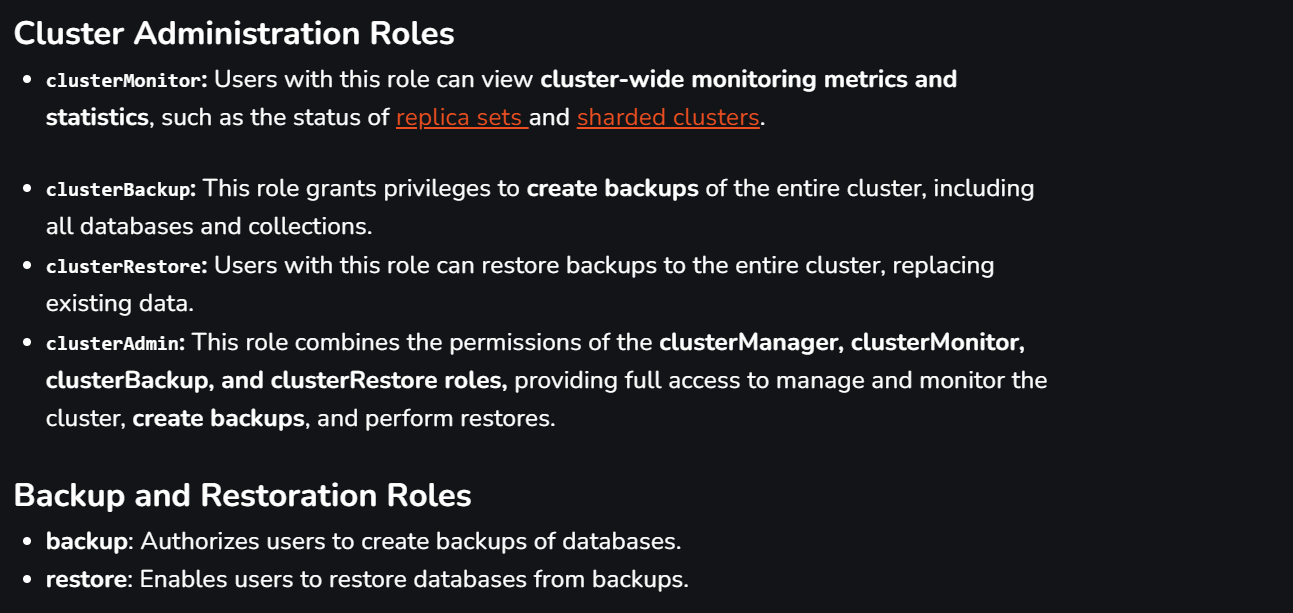 Cluster Administration Roles
• clusterMonitor: Users with this role can view cluster-wide monitoring metrics and
statistics, such as the status of replica sets and sharded clusters.
• clusterBackup: This role grants privileges to create backups of the entire cluster, including
all databases and collections.
• clusterRestore: Users with this role can restore backups to the entire cluster, replacing
existing data.
• clusterAdmin: This role combines the permissions of the clusterManager, clusterMonitor,
clusterBackup, and clusterRestore roles, providing full access to manage and monitor the
cluster, create backups, and perform restores.
Backup and Restoration Roles
• backup: Authorizes users to create backups of databases.
• restore: Enables users to restore databases from backups.